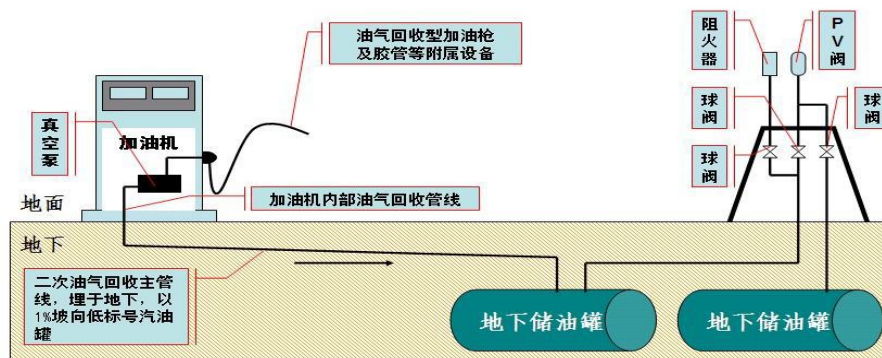 油气回收型加油枪
及胶管等附属设备
阻
火
器
P
V
阀
真
空
泵
加油机
球
阀
球
阀
球
阀
加油机内部油气回收管线
地面
地下
二次油气回收主管
线，埋于地下，以
1%坡向低标号汽油
罐
地下储油罐
地下储油罐